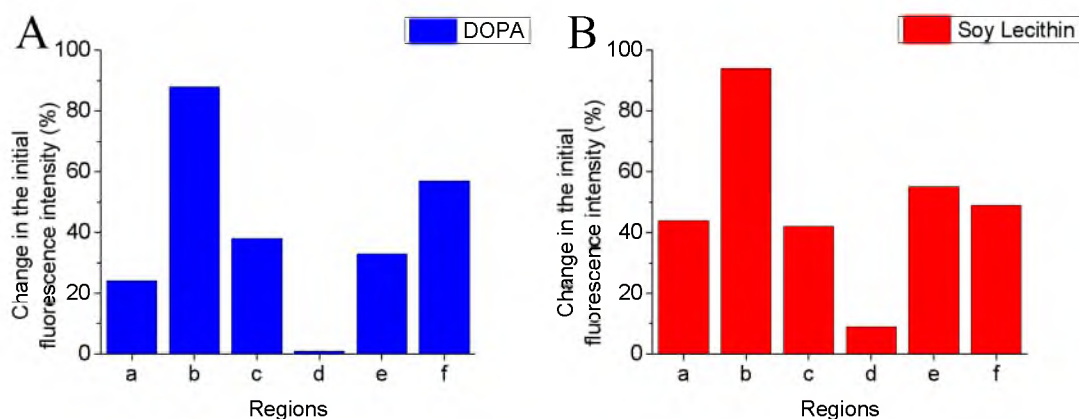 A
DOPA
Change in the initial
fluorescence intensity (%)
100
80
60
40
20
0
a b c d e f
Regions
B
Soy Lecithin
Change in the initial
fluorescence intensity (%)
100
80
60
40
20
0
a b c d e f
Regions